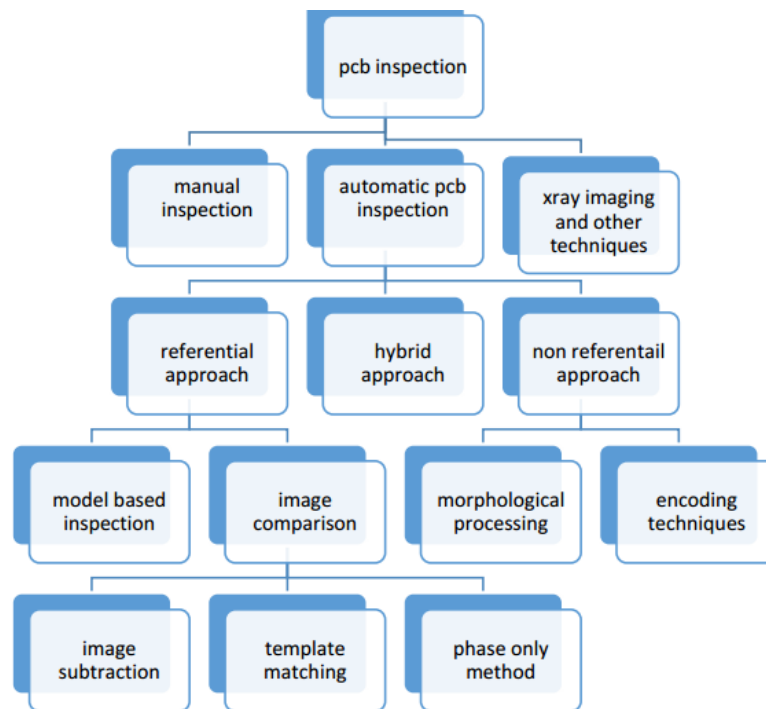 pcb inspection
manual
inspection
automatic pcb
inspection
xray imaging
and other
techniques
referential
approach
hybrid
approach
non referentail
approach
model based
inspection
image
comparison
morphological
processing
encoding
techniques
image
subtraction
template
matching
phase only
method